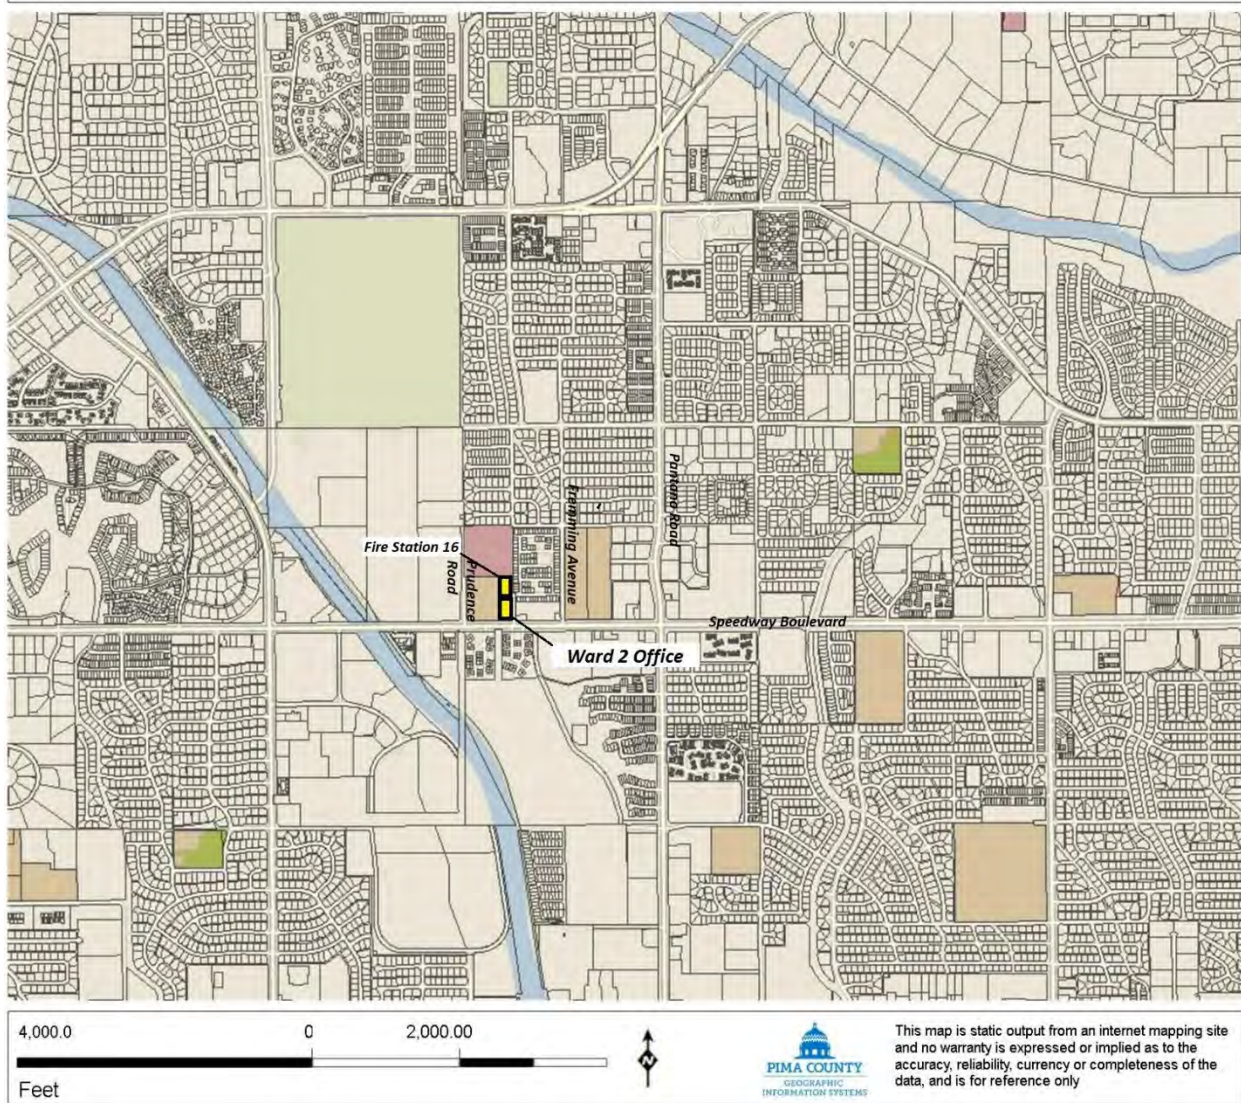 Pantano Road
Flemming Avenue
Fire Station 16
Prudence
Road
Speedway Boulevard
Ward 2 Office
4,000.0 0 2,000.00
Feet
N
PIMA COUNTY
GEOGRAPHIC
INFORMATION SYSTEMS
This map is static output from an internet mapping site
and no warranty is expressed or implied as to the
accuracy, reliability, currency or completeness of the
data, and is for reference only